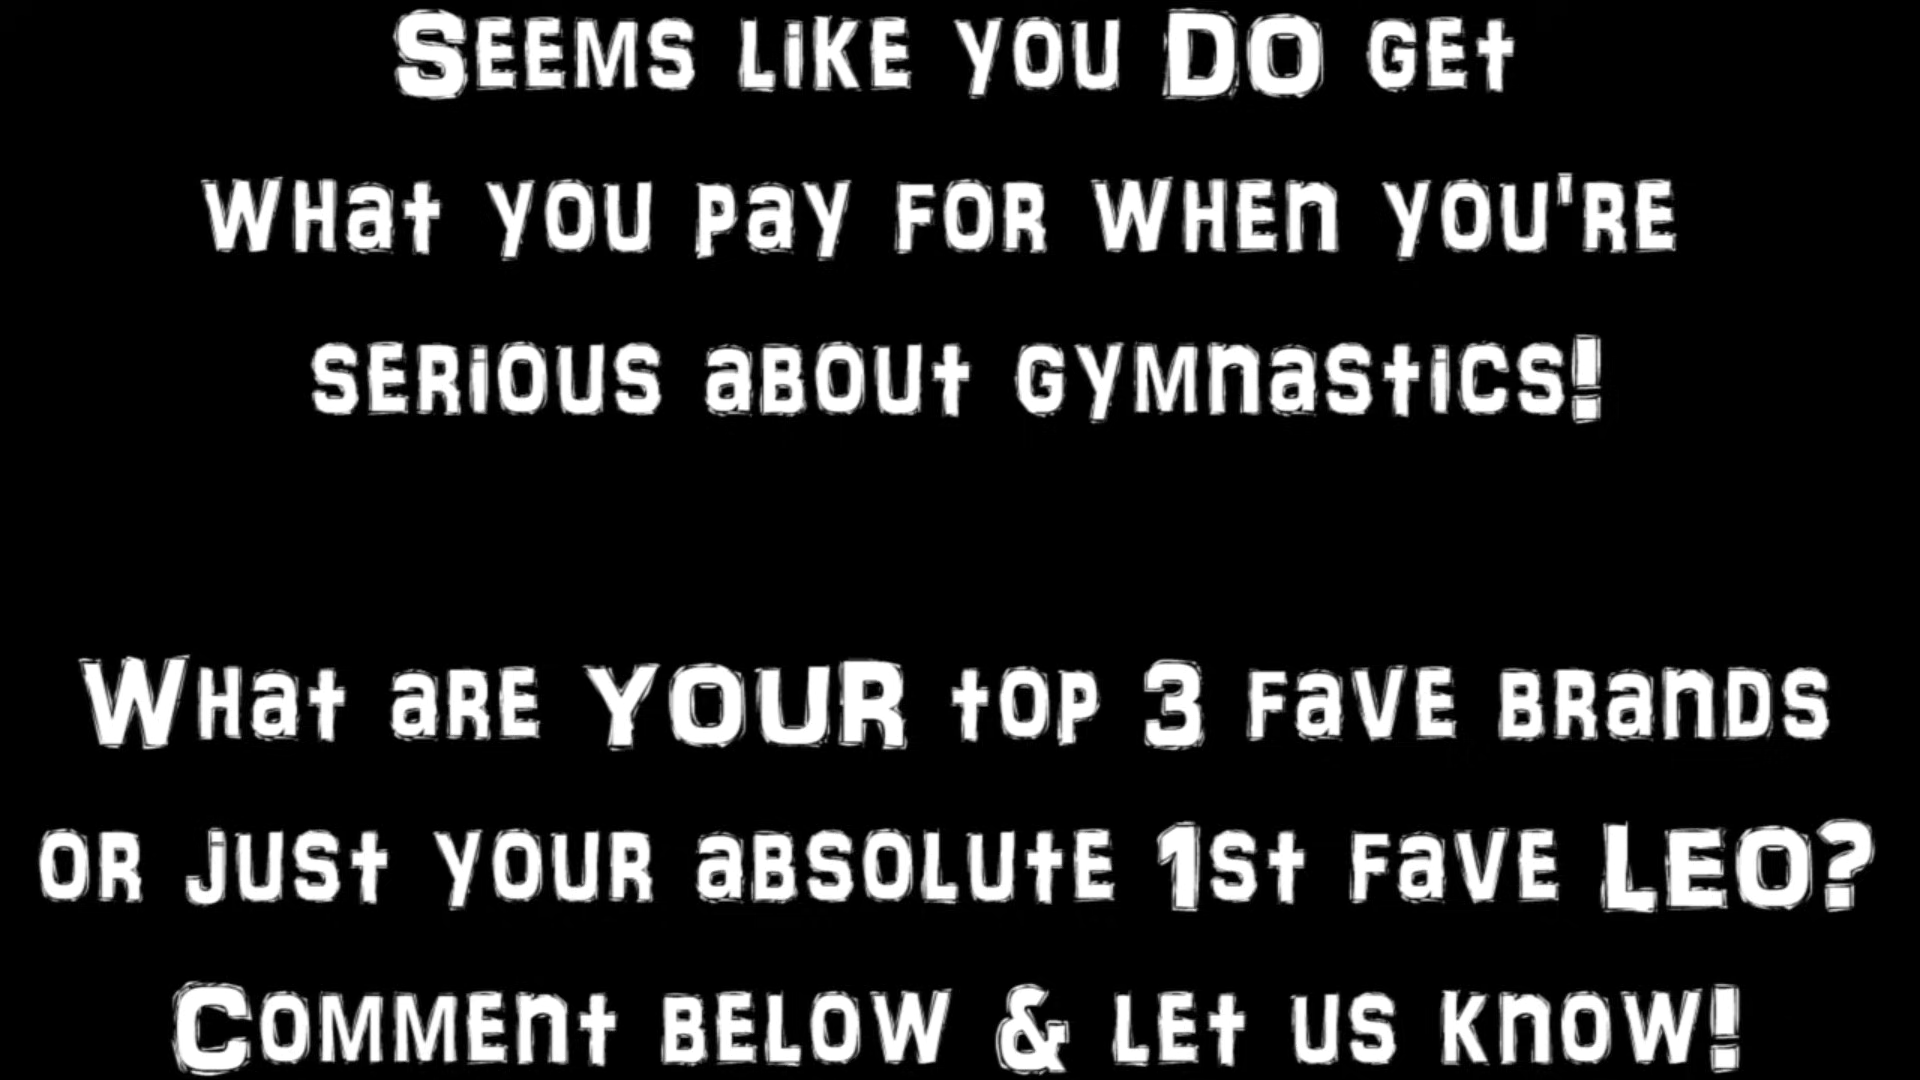 Seems like you DO get
what you pay for when you're
serious about gymnastics!
What are YOUR top 3 fave brands
or just your absolute 1st fave LEO?
Comment below & let us know!